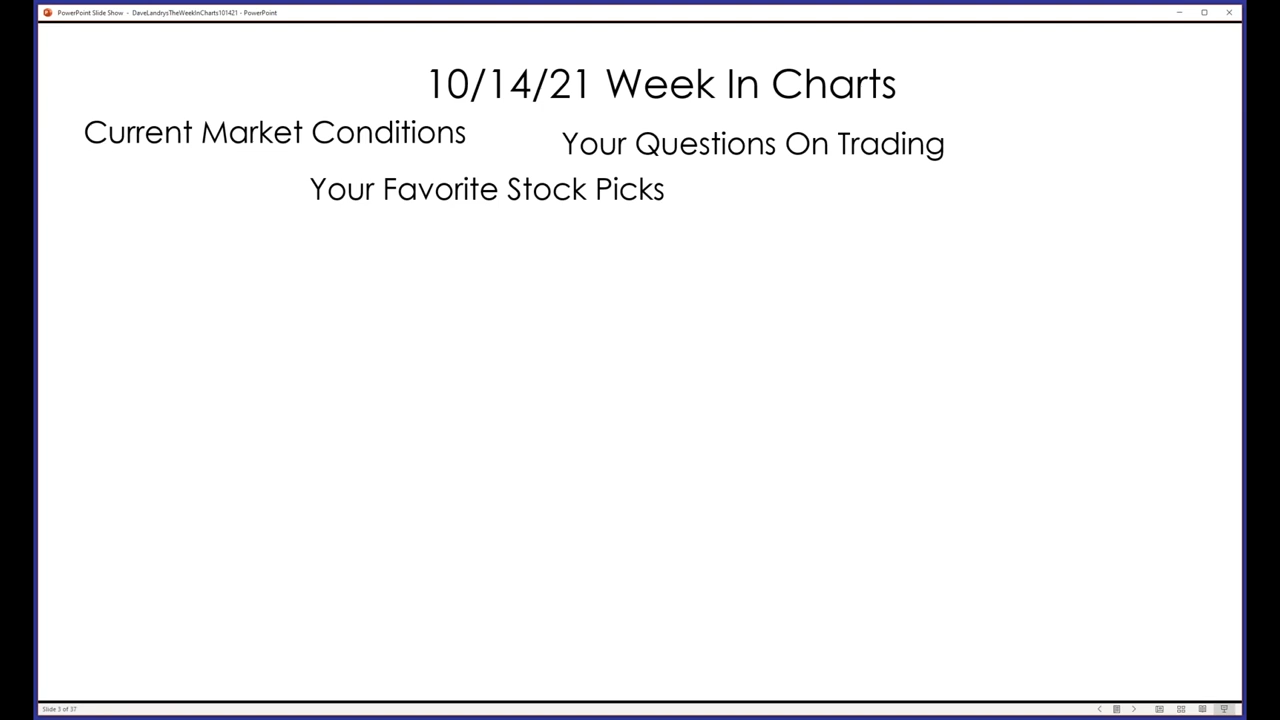 PowerPoint Slide Show - DaveLandrysTheWeekInCharts101421 - PowerPoint
10/14/21 Week In Charts
Current Market Conditions
Your Questions On Trading
Your Favorite Stock Picks
Slide 3 of 37